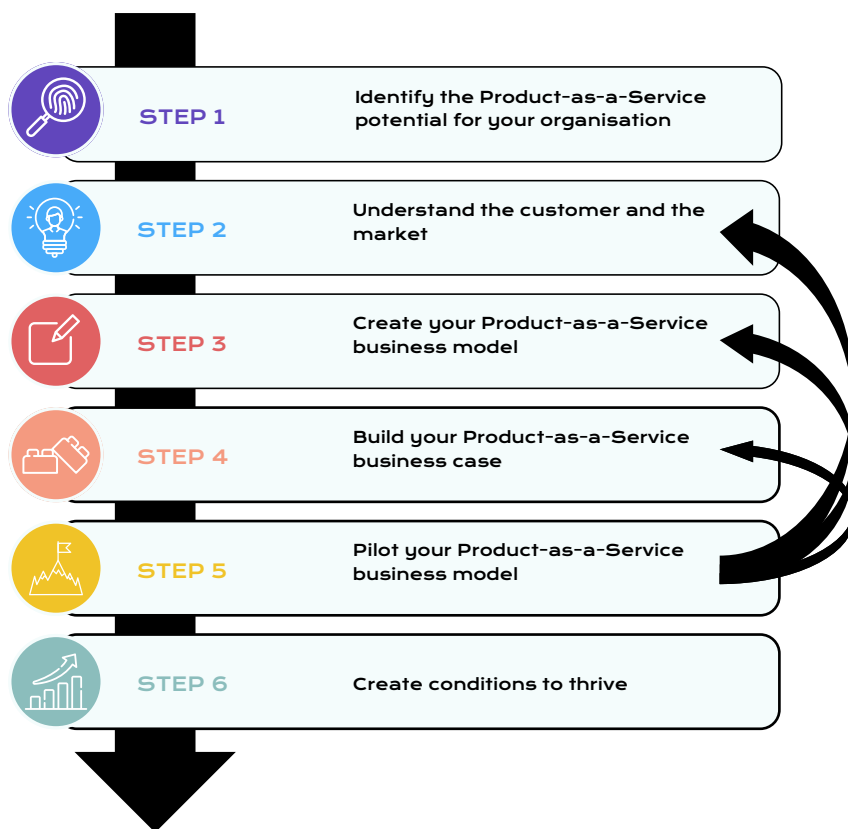 STEP 1
Identify the Product-as-a-Service
potential for your organisation
STEP 2
Understand the customer and the
market
STEP 3
Create your Product-as-a-Service
business model
STEP 4
Build your Product-as-a-Service
business case
STEP 5
Pilot your Product-as-a-Service
business model
STEP 6
Create conditions to thrive